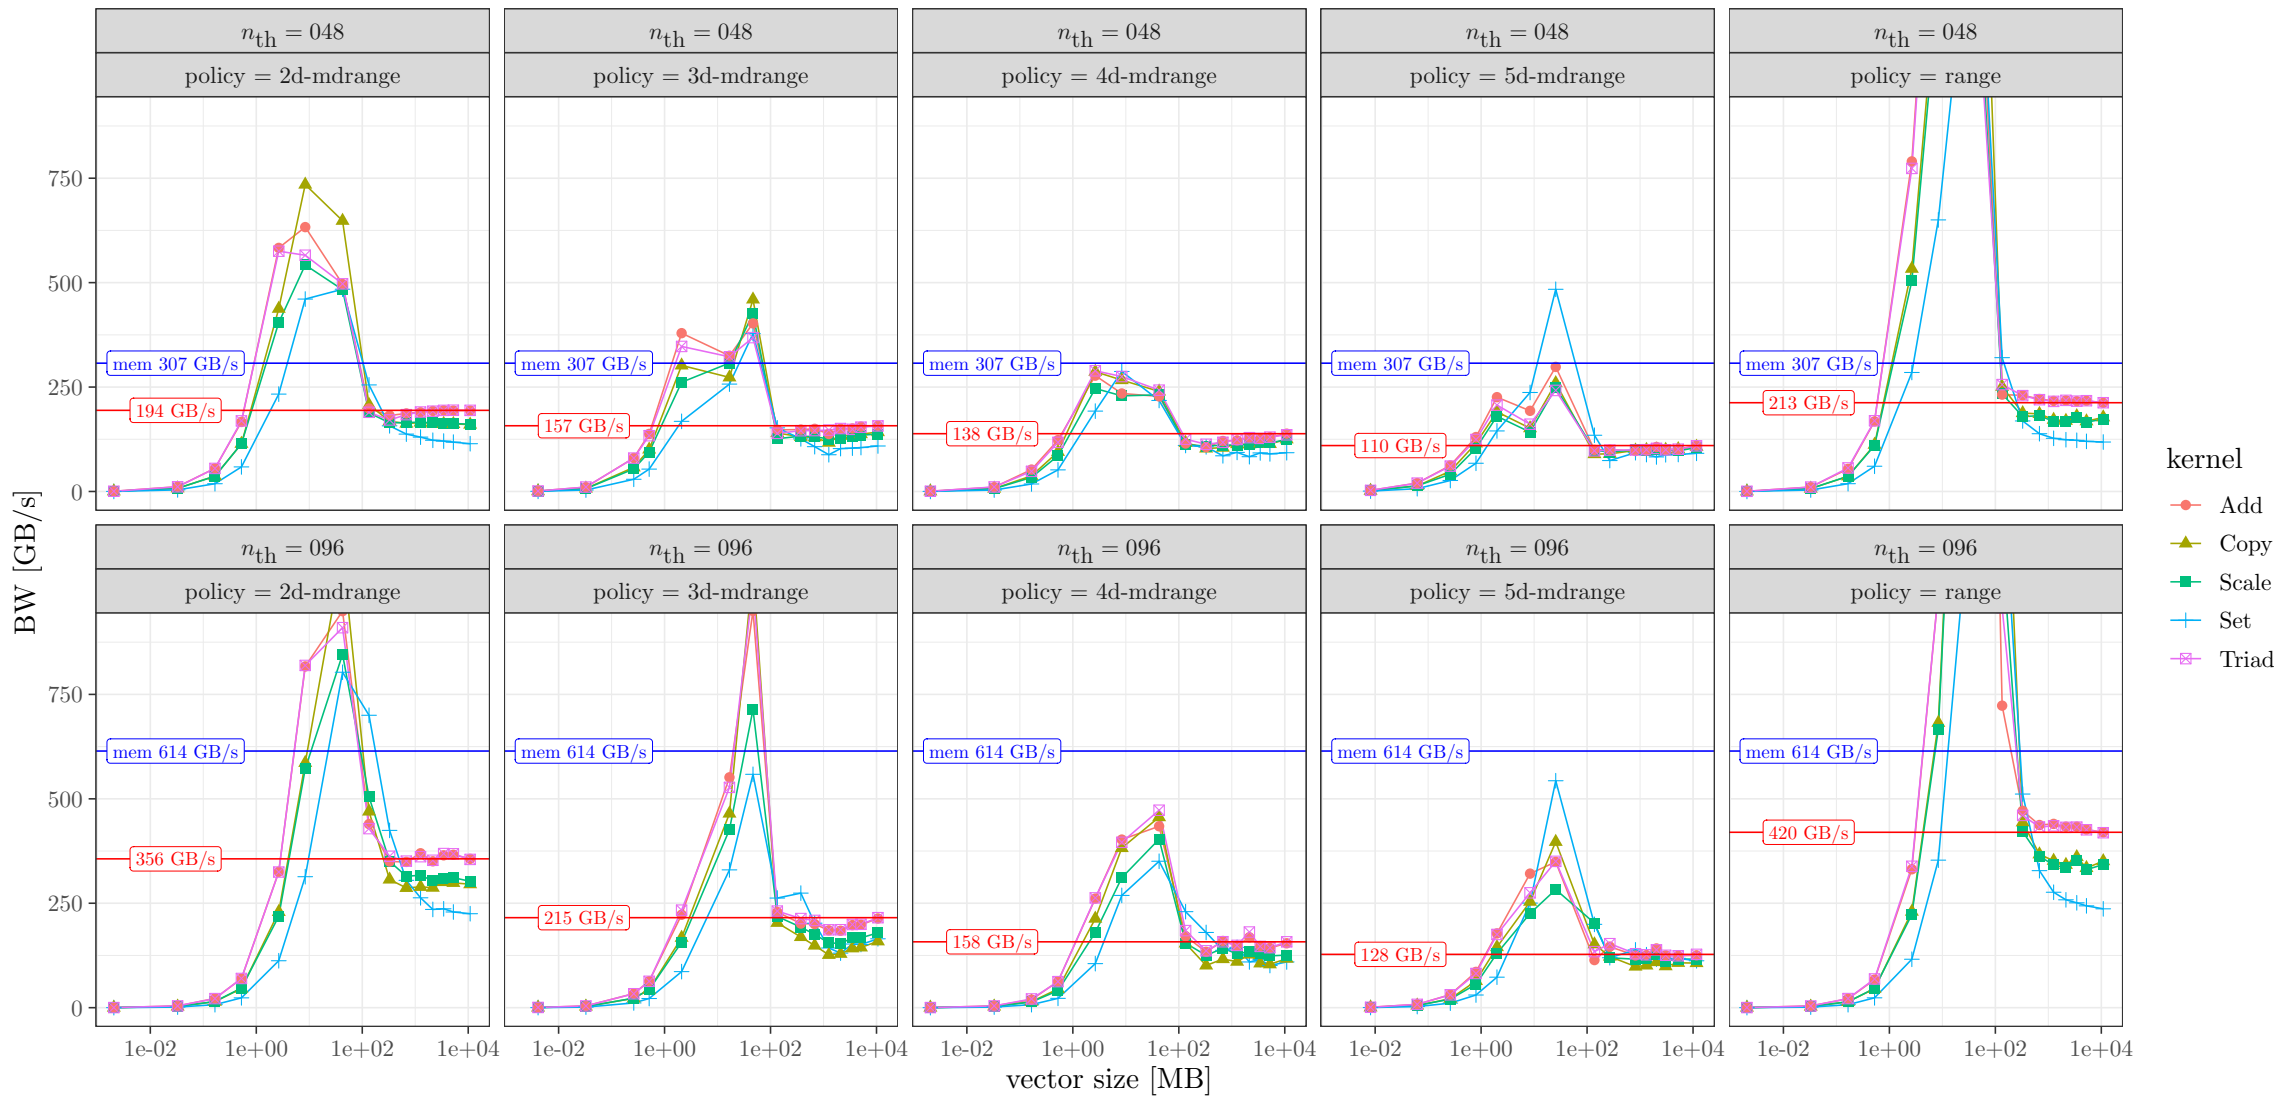 n_th = 048 n_th = 048 n_th = 048 n_th = 048 n_th = 048
policy = 2d-mdrange policy = 3d-mdrange policy = 4d-mdrange policy = 5d-mdrange policy = range
750
500
mem 307 GB/s mem 307 GB/s mem 307 GB/s mem 307 GB/s mem 307 GB/s
250
194 GB/s 157 GB/s 138 GB/s 110 GB/s 213 GB/s
0
n_th = 096 n_th = 096 n_th = 096 n_th = 096 n_th = 096
policy = 2d-mdrange policy = 3d-mdrange policy = 4d-mdrange policy = 5d-mdrange policy = range
750
mem 614 GB/s mem 614 GB/s mem 614 GB/s mem 614 GB/s mem 614 GB/s
500
356 GB/s 215 GB/s 158 GB/s 128 GB/s 420 GB/s
250
0
1e-02 1e+00 1e+02 1e+04 1e-02 1e+00 1e+02 1e+04 1e-02 1e+00 1e+02 1e+04 1e-02 1e+00 1e+02 1e+04 1e-02 1e+00 1e+02 1e+04
vector size [MB]
BW [GB/s]
kernel
Add
Copy
Scale
Set
Triad